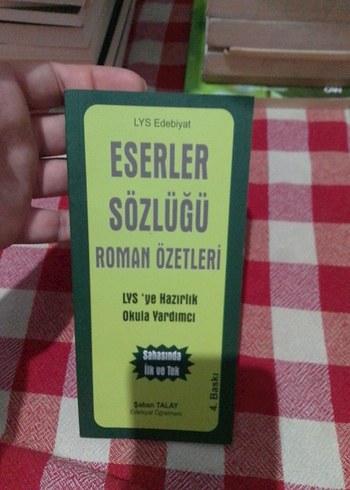 LYS Edebiyat
ESERLER
SÖZLÜĞÜ
ROMAN ÖZETLERİ
LYS 'ye Hazırlık
Okula Yardımcı
Sahasında
İlk ve Tek
Şaban TALAY
Edebiyat Öğretmeni
4. Baskı